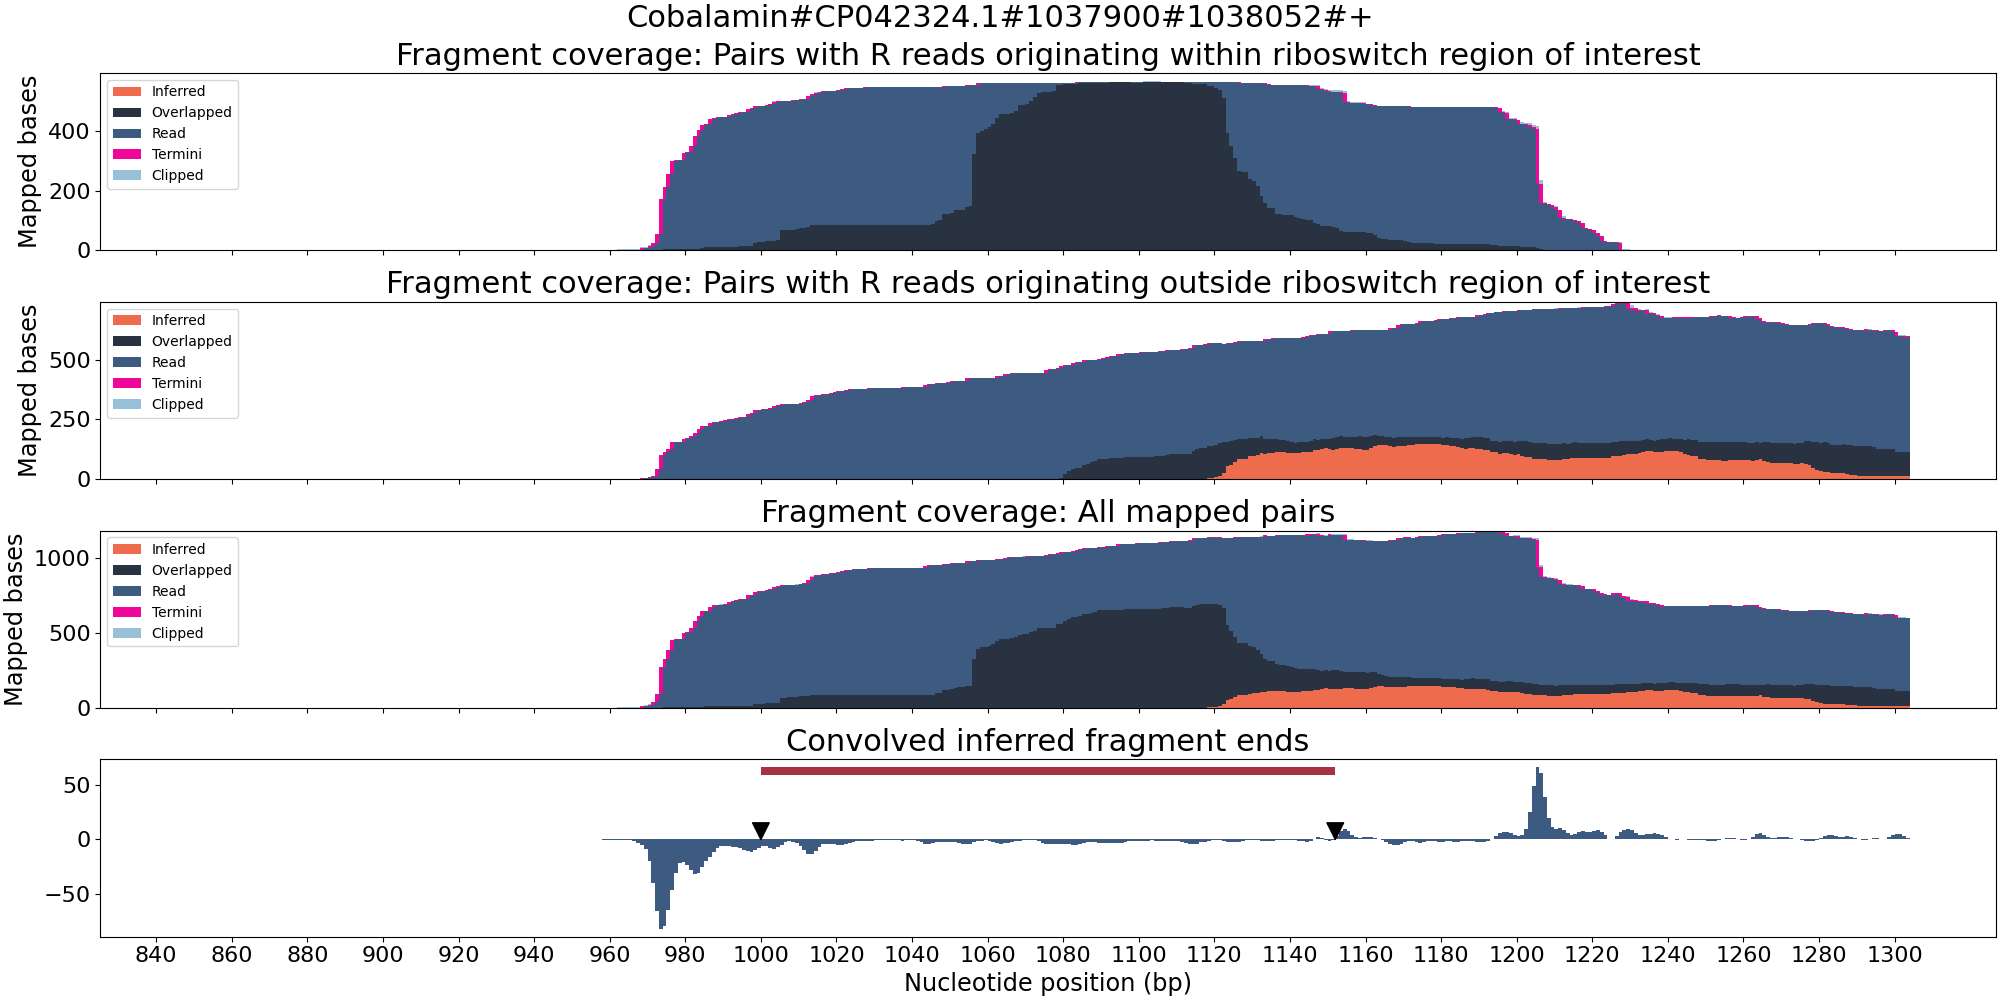 Cobalamin#CP042324.1#1037900#1038052#+
Fragment coverage: Pairs with R reads originating within riboswitch region of interest
Mapped bases
400
200
0
Inferred
Overlapped
Read
Termini
Clipped
Fragment coverage: Pairs with R reads originating outside riboswitch region of interest
Mapped bases
500
250
0
Inferred
Overlapped
Read
Termini
Clipped
Fragment coverage: All mapped pairs
Mapped bases
1000
500
0
Inferred
Overlapped
Read
Termini
Clipped
Convolved inferred fragment ends
50
0
−50
840 860 880 900 920 940 960 980 1000 1020 1040 1060 1080 1100 1120 1140 1160 1180 1200 1220 1240 1260 1280 1300
Nucleotide position (bp)